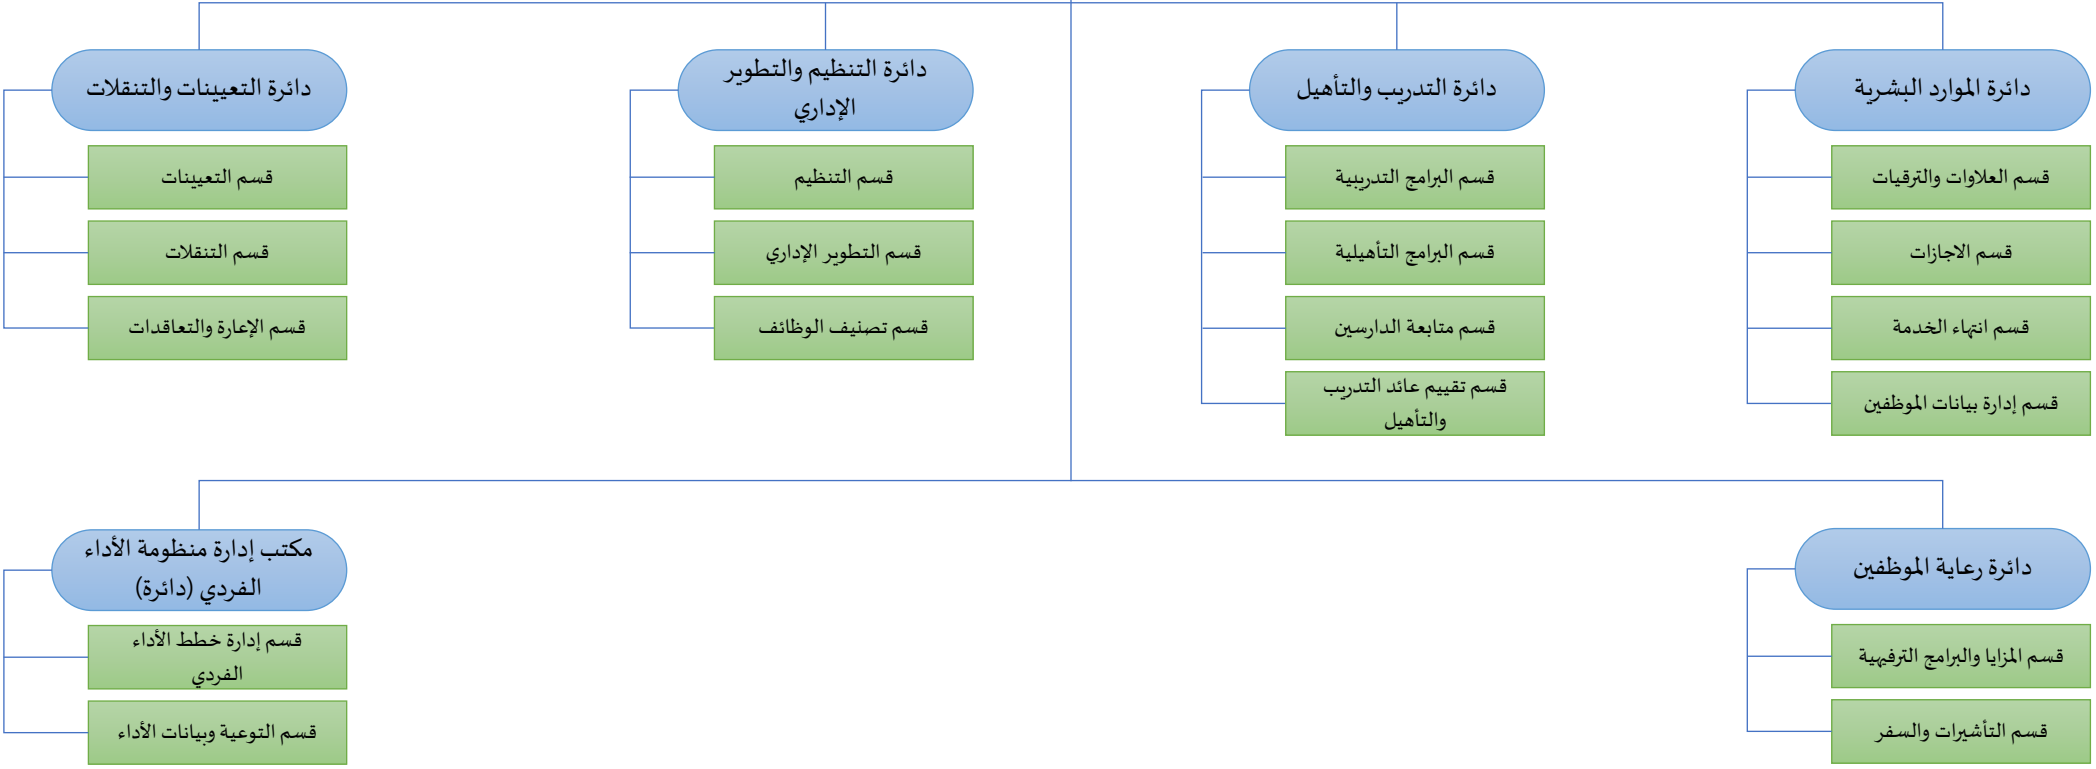 دائرة الموارد البشرية
قسم العلاوات والترقيات
قسم الاجازات
قسم انتهاء الخدمة
قسم إدارة بيانات الموظفين
دائرة التدريب والتأهيل
قسم البرامج التدريبية
قسم البرامج التأهيلية
قسم متابعة الدارسين
قسم تقييم عائد التدريب
والتأهيل
دائرة التنظيم والتطوير
الإداري
قسم التنظيم
قسم التطوير الإداري
قسم تصنيف الوظائف
دائرة التعيينات والتنقلات
قسم التعيينات
قسم التنقلات
قسم الإعارة والتعاقدات
دائرة رعاية الموظفين
قسم المزايا والبرامج الترفيهية
قسم التأشيرات والسفر
مكتب إدارة منظومة الأداء
الفردي (دائرة)
قسم إدارة خطط الأداء
الفردي
قسم التوعية وبيانات الأداء